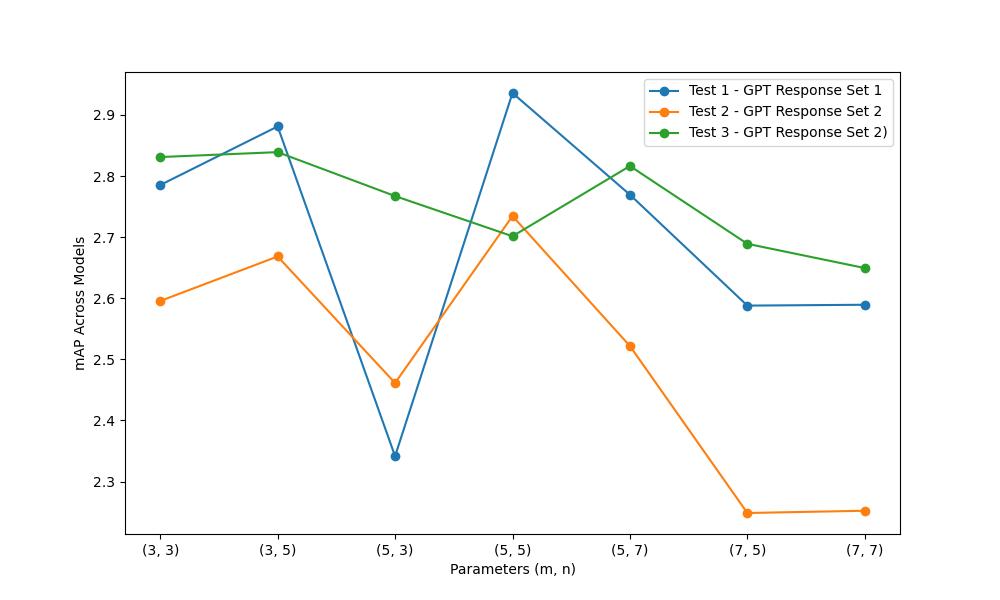 Test 1 - GPT Response Set 1
Test 2 - GPT Response Set 2
Test 3 - GPT Response Set 2)
mAP Across Models
2.9
2.8
2.7
2.6
2.5
2.4
2.3
(3, 3) (3, 5) (5, 3) (5, 5) (5, 7) (7, 5) (7, 7)
Parameters (m, n)